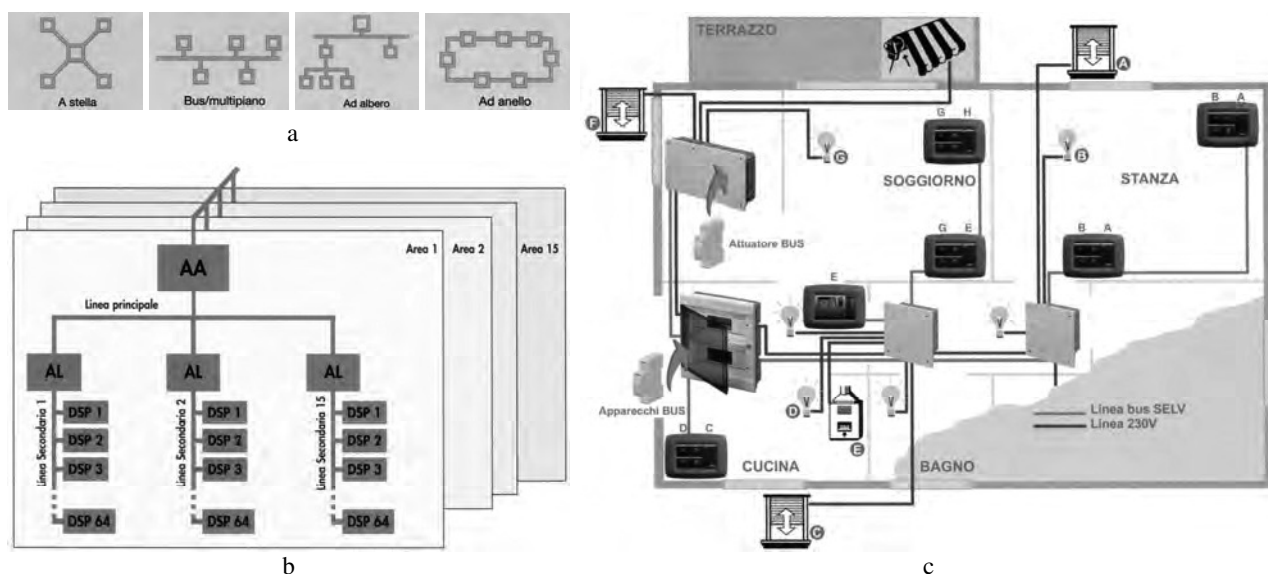 A stella
Bus/multipiano
Ad albero
Ad anello
a
Area 1
Area 2
Area 15
AA
Linea principale
AL
AL
AL
Linea Secondaria 1
DSP 1
DSP 2
DSP 3
DSP 64
Linea Secondaria 2
DSP 1
DSP 2
DSP 3
DSP 64
Linea Secondaria 15
DSP 1
DSP 2
DSP 3
DSP 64
b
TERRAZZO
A
F
G
G H
B A
B
SOGGIORNO
STANZA
Attuatore BUS
G E
B A
E
Apparecchi BUS
D
D C
E
Linea bus SELV
Linea 230V
CUCINA
BAGNO
C
c